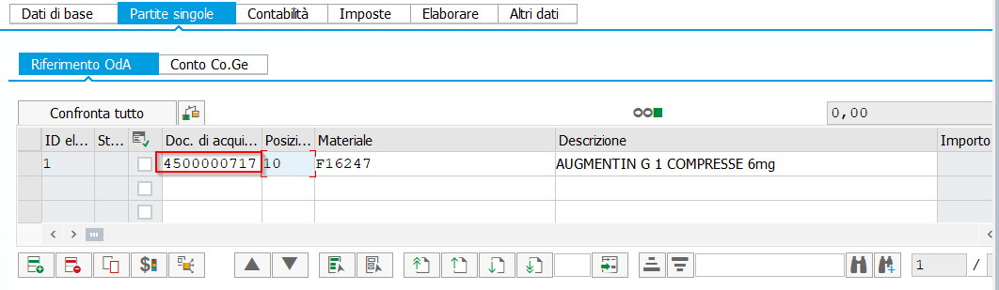 Dati di base Partite singole Contabilità Imposte Elaborare Altri dati
Riferimento OdA Conto Co.Ge
Confronta tutto 0,00
ID el... St... Doc. di acqui... Posizi... Materiale Descrizione Importo
1 4500000717 10 F16247 AUGMENTIN G 1 COMPRESSE 6mg
1 /